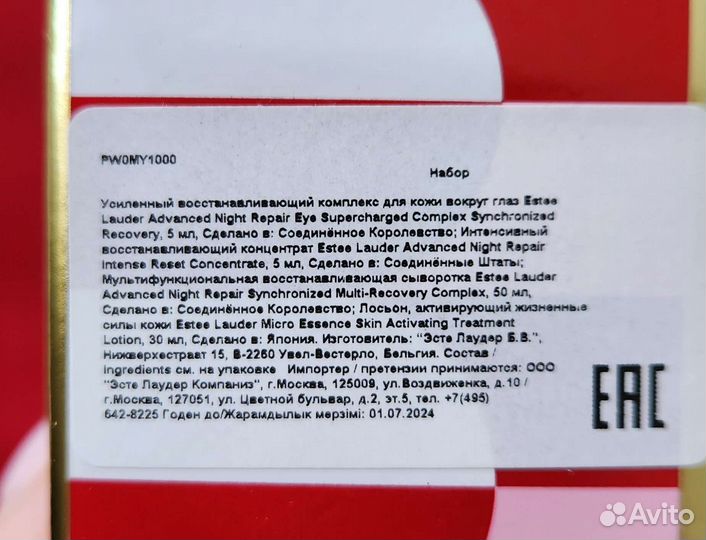 PW0MY1000
Набор
Усиленный восстанавливающий комплекс для кожи вокруг глаз Estee
Lauder Advanced Night Repair Eye Supercharged Complex Synchronized
Recovery, 5 мл, Сделано в: Соединённое Королевство; Интенсивный
восстанавливающий концентрат Estee Lauder Advanced Night Repair
Intense Reset Concentrate, 5 мл, Сделано в: Соединённые Штаты;
Мультифункциональная восстанавливающая сыворотка Estee Lauder
Advanced Night Repair Synchronized Multi-Recovery Complex, 50 мл,
Сделано в: Соединённое Королевство; Лосьон, активирующий жизненные
силы кожи Estee Lauder Micro Essence Skin Activating Treatment
Lotion, 30 мл, Сделано в: Япония. Изготовитель: "Эсте Лаудер Б.В.",
Нижверхестраат 15, B-2260 Увел-Вестерло, Бельгия. Состав /
ingredients см. на упаковке Импортер / претензии принимаются: ООО
"Эсте Лаудер Компаниз", г.Москва, 125009, ул.Воздвиженка, д.10 /
г.Москва, 127051, ул. Цветной бульвар, д.2, эт.5, тел. +7(495)
642-8225 Годен до/Жарамдылык мерзімі: 01.07.2024
EAC
Avito